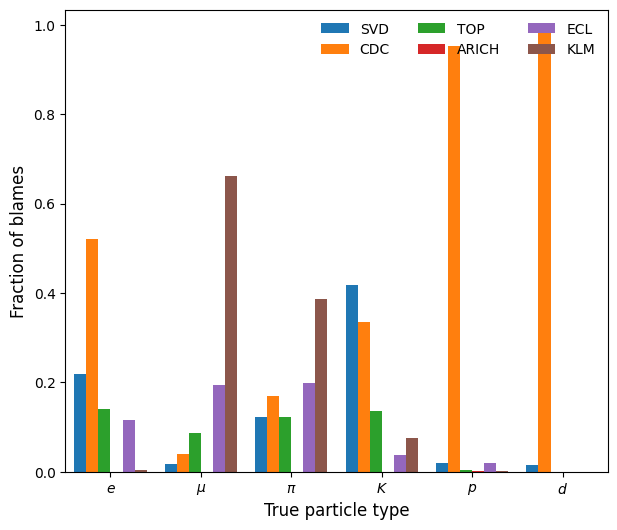 1.0
0.8
0.6
0.4
0.2
0.0
Fraction of blames
SVD TOP ECL
CDC ARICH KLM
e μ π K p d
True particle type